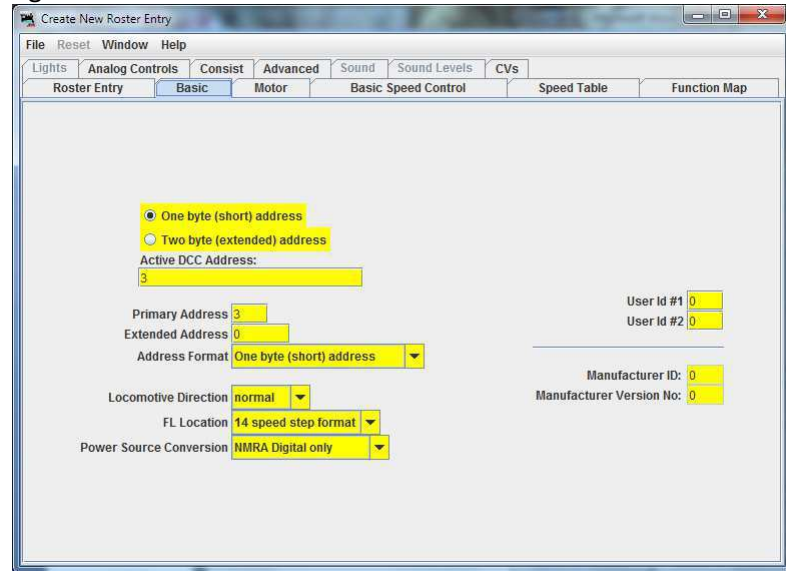 Create New Roster Entry
File Reset Window Help
Lights Analog Controls Consist Advanced Sound Sound Levels CVs
Roster Entry Basic Motor Basic Speed Control Speed Table Function Map
One byte (short) address
Two byte (extended) address
Active DCC Address:
3
Primary Address 3
Extended Address 0
Address Format One byte (short) address
Locomotive Direction normal
FL Location 14 speed step format
Power Source Conversion NMRA Digital only
User Id #1 0
User Id #2 0
Manufacturer ID: 0
Manufacturer Version No: 0